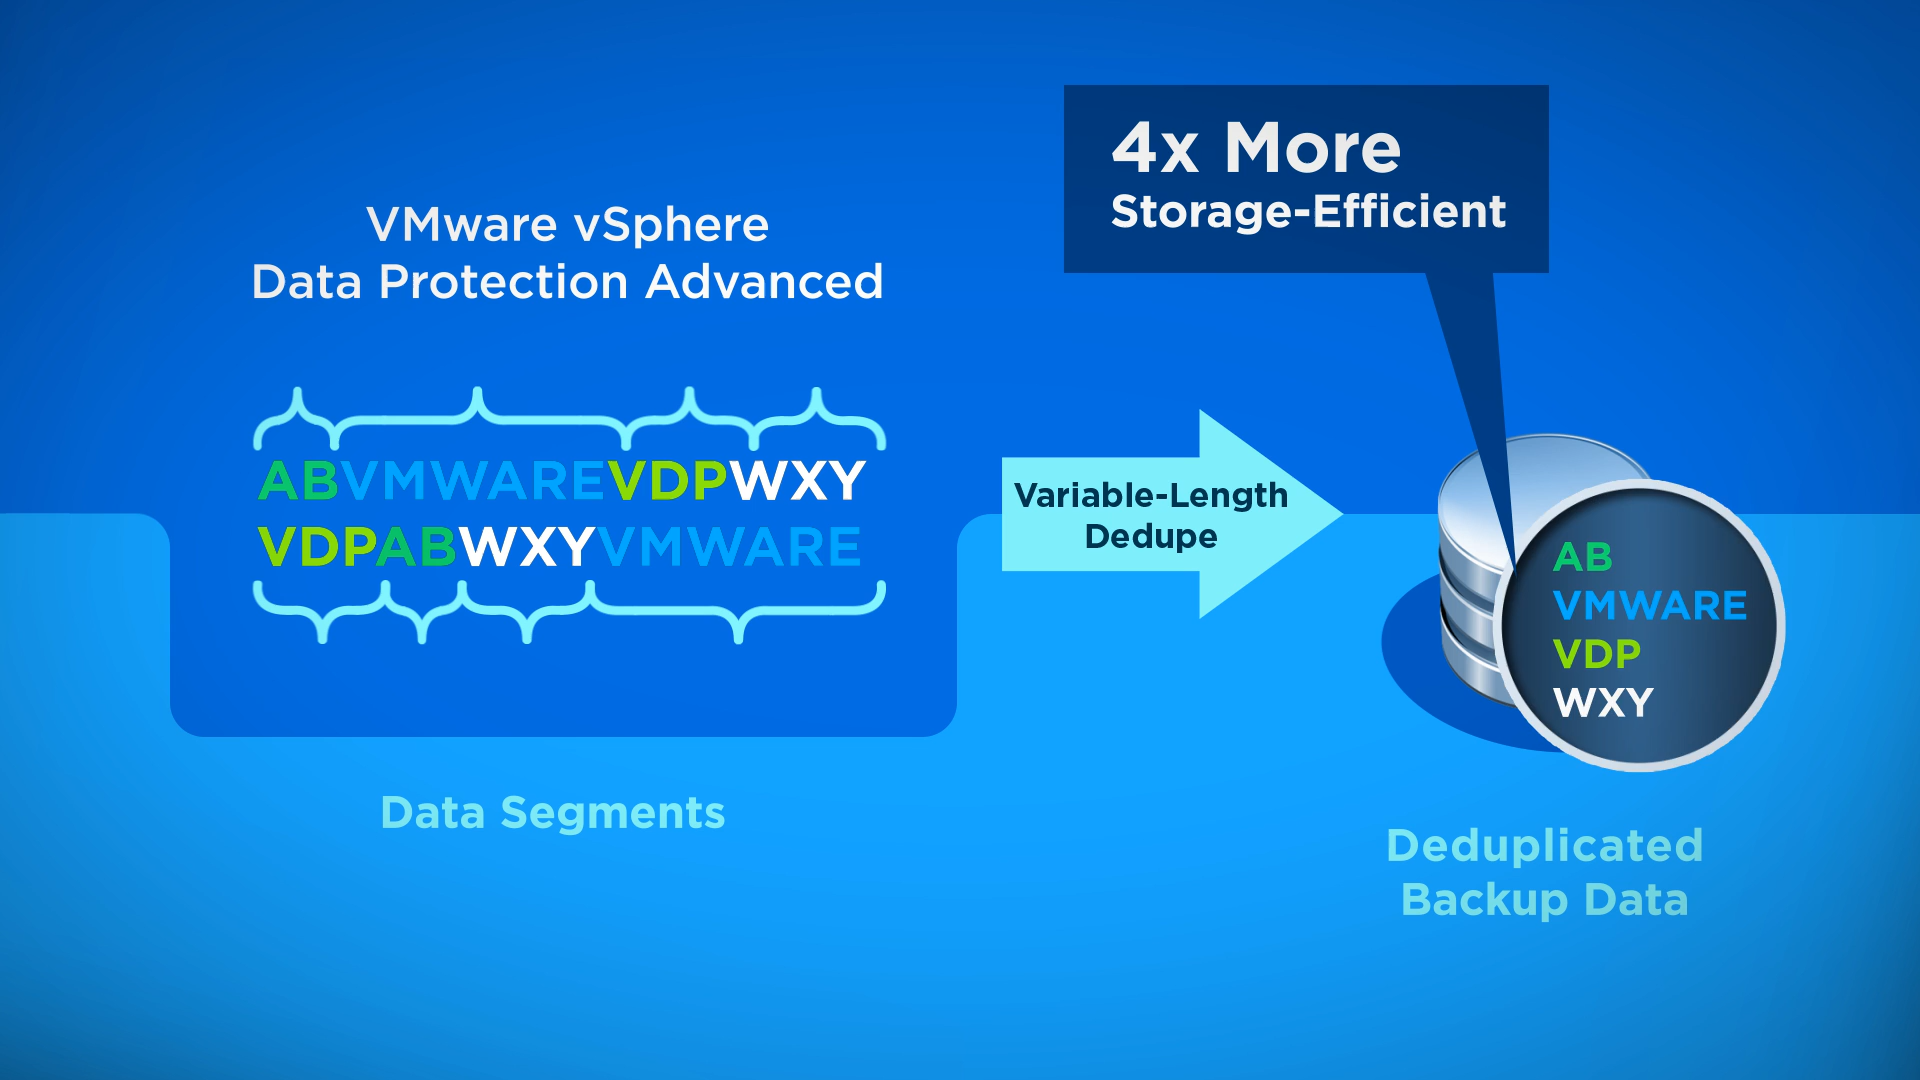 VMware vSphere
Data Protection Advanced
ABVMWAREVDPWXY
VDPABWXYVMWARE
Data Segments
Variable-Length
Dedupe
4x More
Storage-Efficient
AB
VMWARE
VDP
WXY
Deduplicated
Backup Data